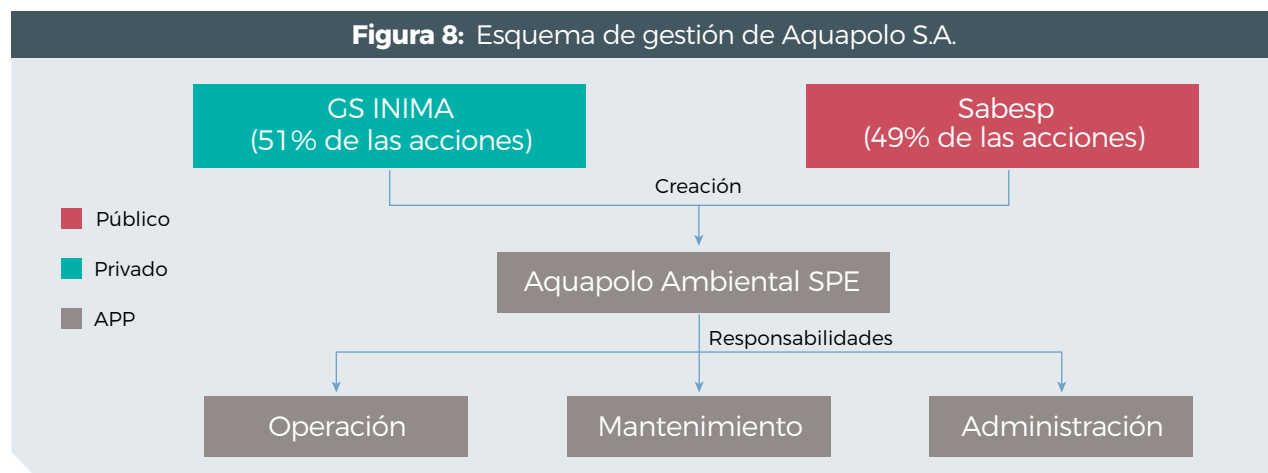 Figura 8: Esquema de gestión de Aquapolo S.A.
GS INIMA
(51% de las acciones)
Sabesp
(49% de las acciones)
Creación
Público
Privado
APP
Aquapolo Ambiental SPE
Responsabilidades
Operación
Mantenimiento
Administración